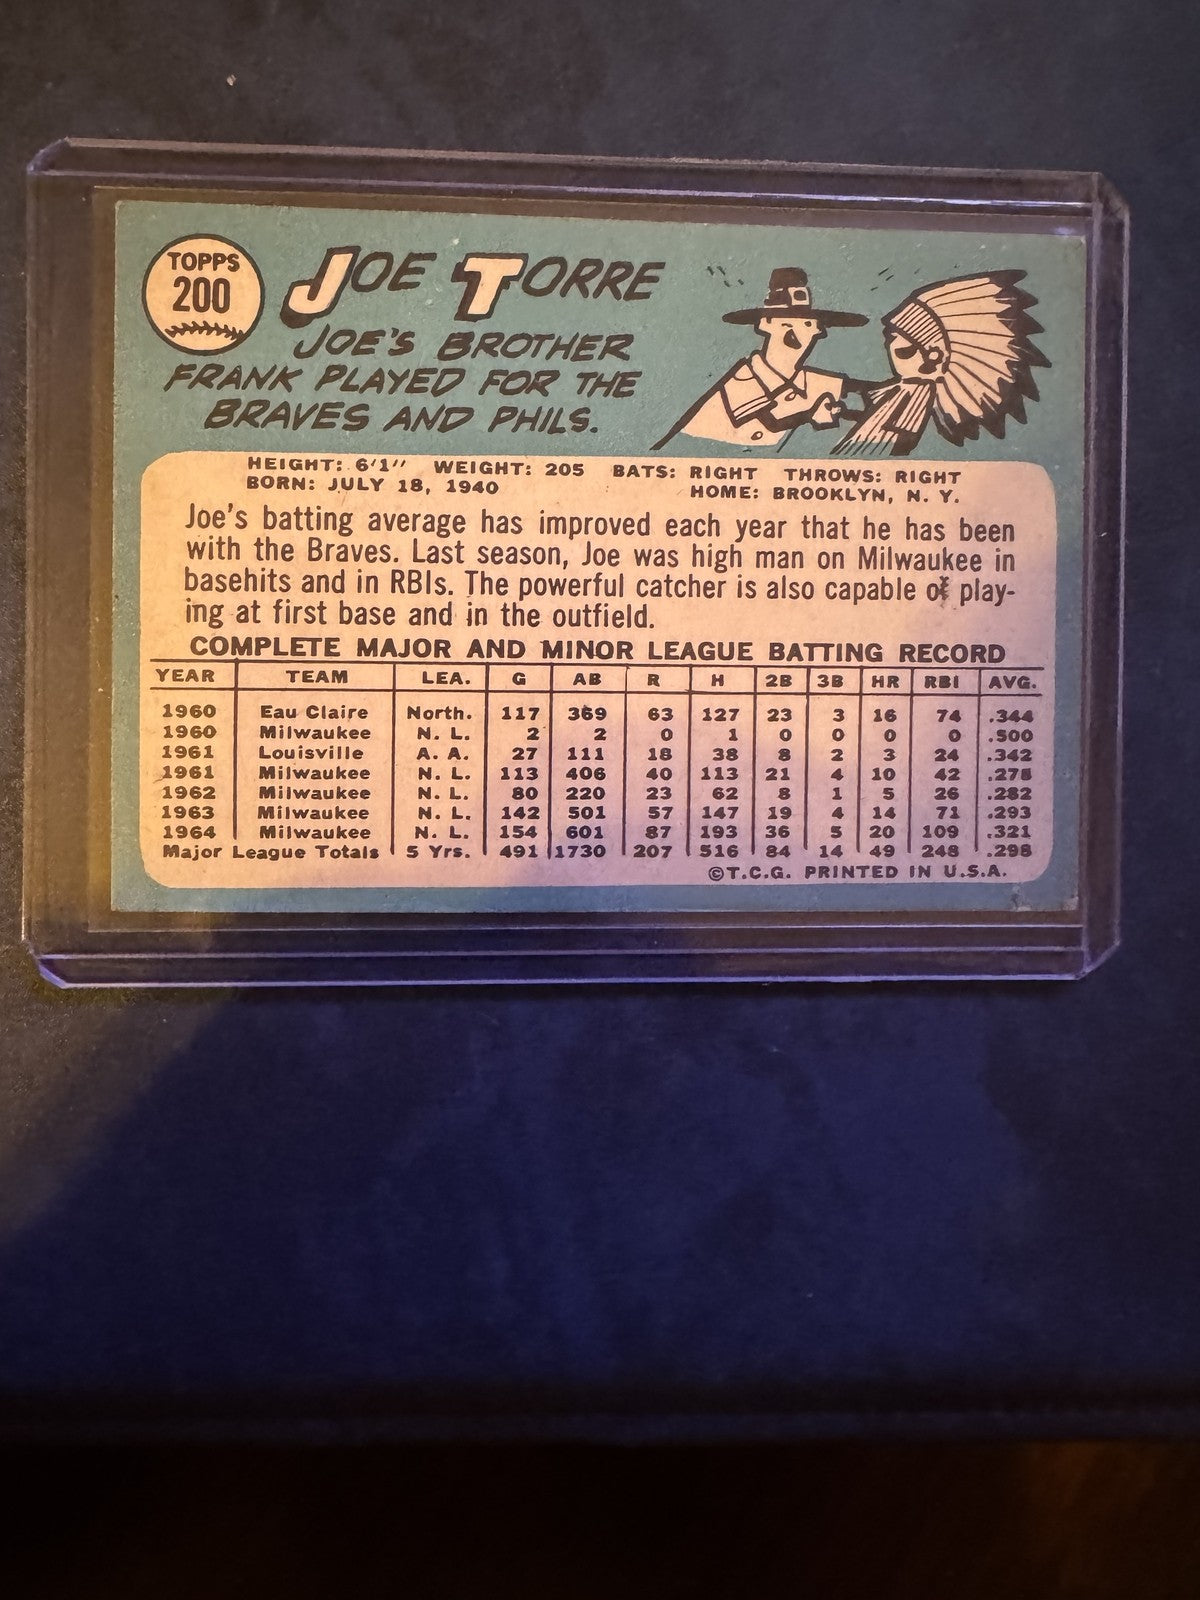 TOPPS
200
JOE TORRE
JOE'S BROTHER
FRANK PLAYED FOR THE
BRAVES AND PHILS.
HEIGHT: 6'1" WEIGHT: 205 BATS: RIGHT THROWS: RIGHT
BORN: JULY 18, 1940 HOME: BROOKLYN, N. Y.
Joe's batting average has improved each year that he has been
with the Braves. Last season, Joe was high man on Milwaukee in
basehits and in RBIs. The powerful catcher is also capable of play-
ing at first base and in the outfield.
COMPLETE MAJOR AND MINOR LEAGUE BATTING RECORD
YEAR TEAM LEA. G AB R H 2B 3B HR RBI AVG.
1960 Eau Claire North. 117 369 63 127 23 3 16 74 .344
1960 Milwaukee N. L. 2 2 0 1 0 0 0 0 .500
1961 Louisville A. A. 27 111 18 38 8 2 3 24 .342
1961 Milwaukee N. L. 113 406 40 113 21 4 10 42 .278
1962 Milwaukee N. L. 80 220 23 62 8 1 5 26 .282
1963 Milwaukee N. L. 142 501 57 147 19 4 14 71 .293
1964 Milwaukee N. L. 154 601 87 193 36 5 20 109 .321
Major League Totals 5 Yrs. 491 1730 207 516 84 14 49 248 .298
©T.C.G. PRINTED IN U.S.A.